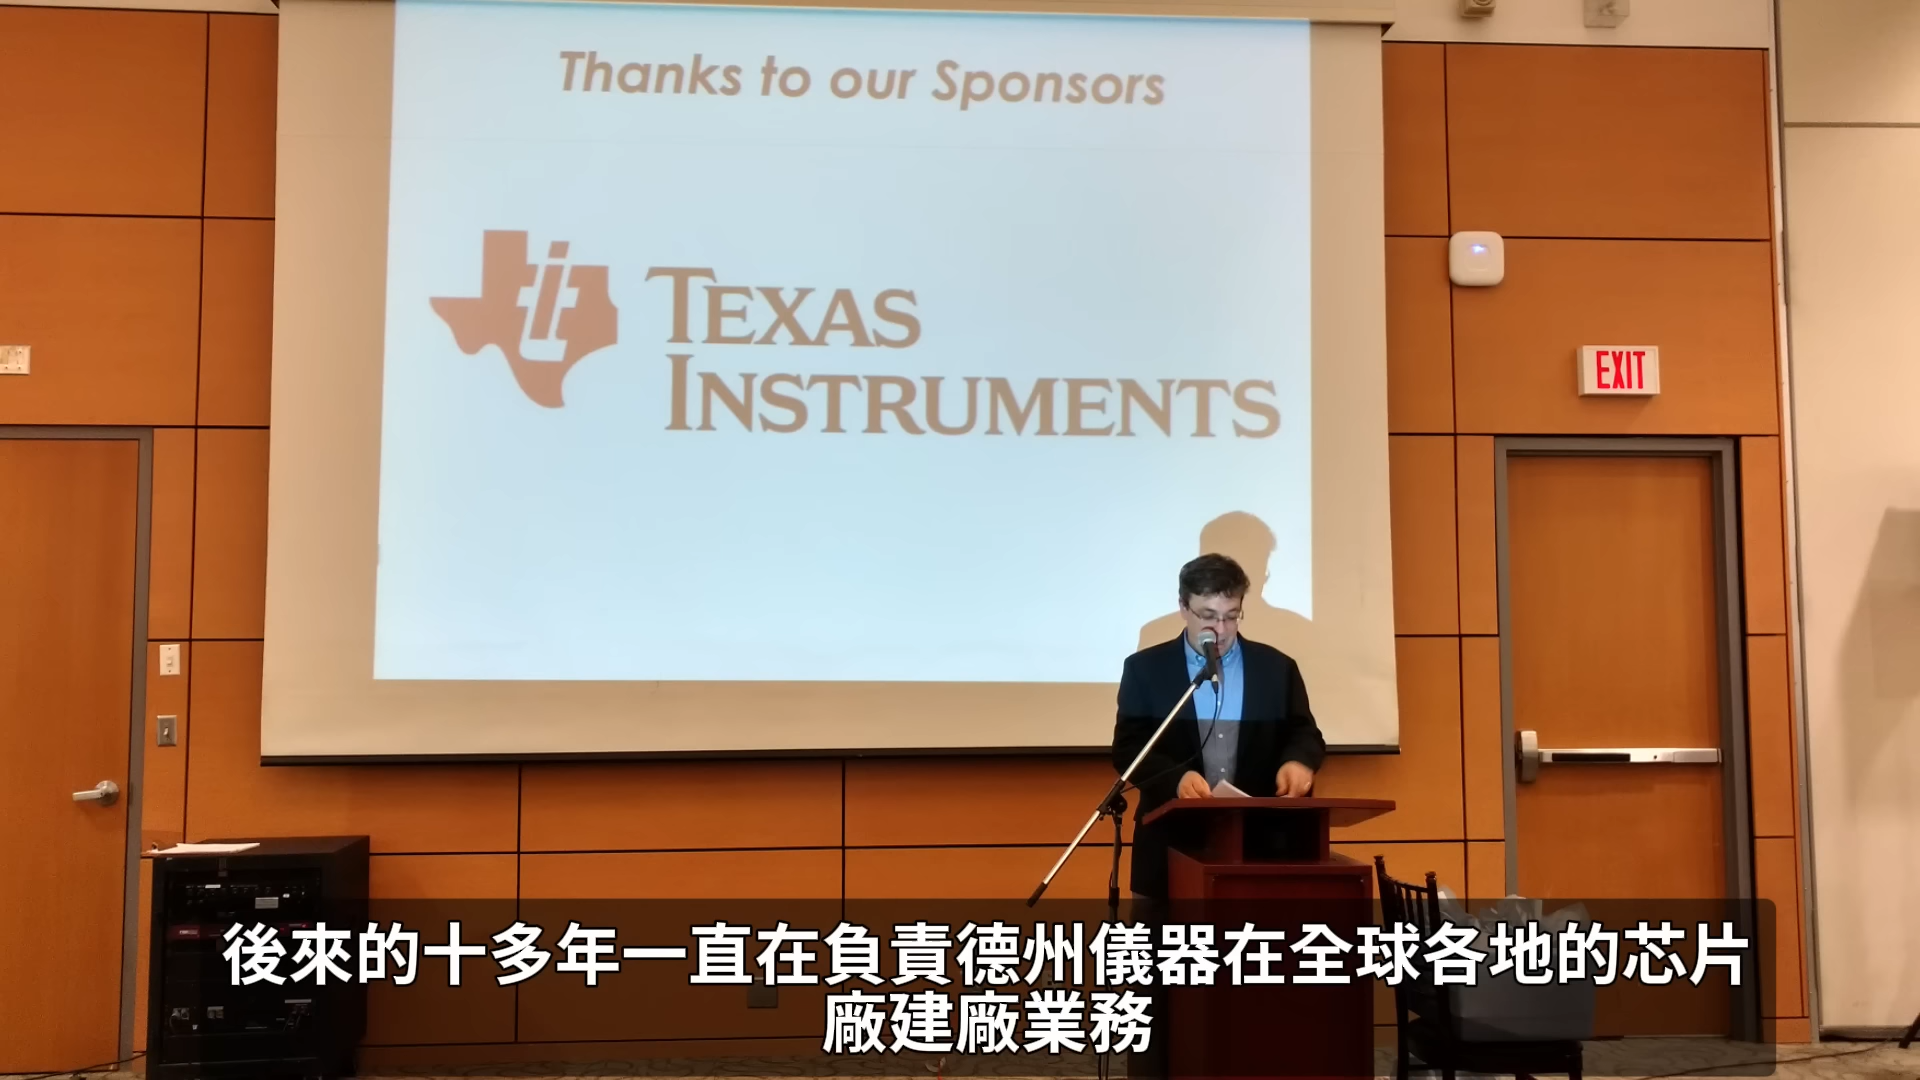 Thanks to our Sponsors
TEXAS
INSTRUMENTS
EXIT
後來的十多年一直在負責德州儀器在全球各地的芯片
廠建廠業務